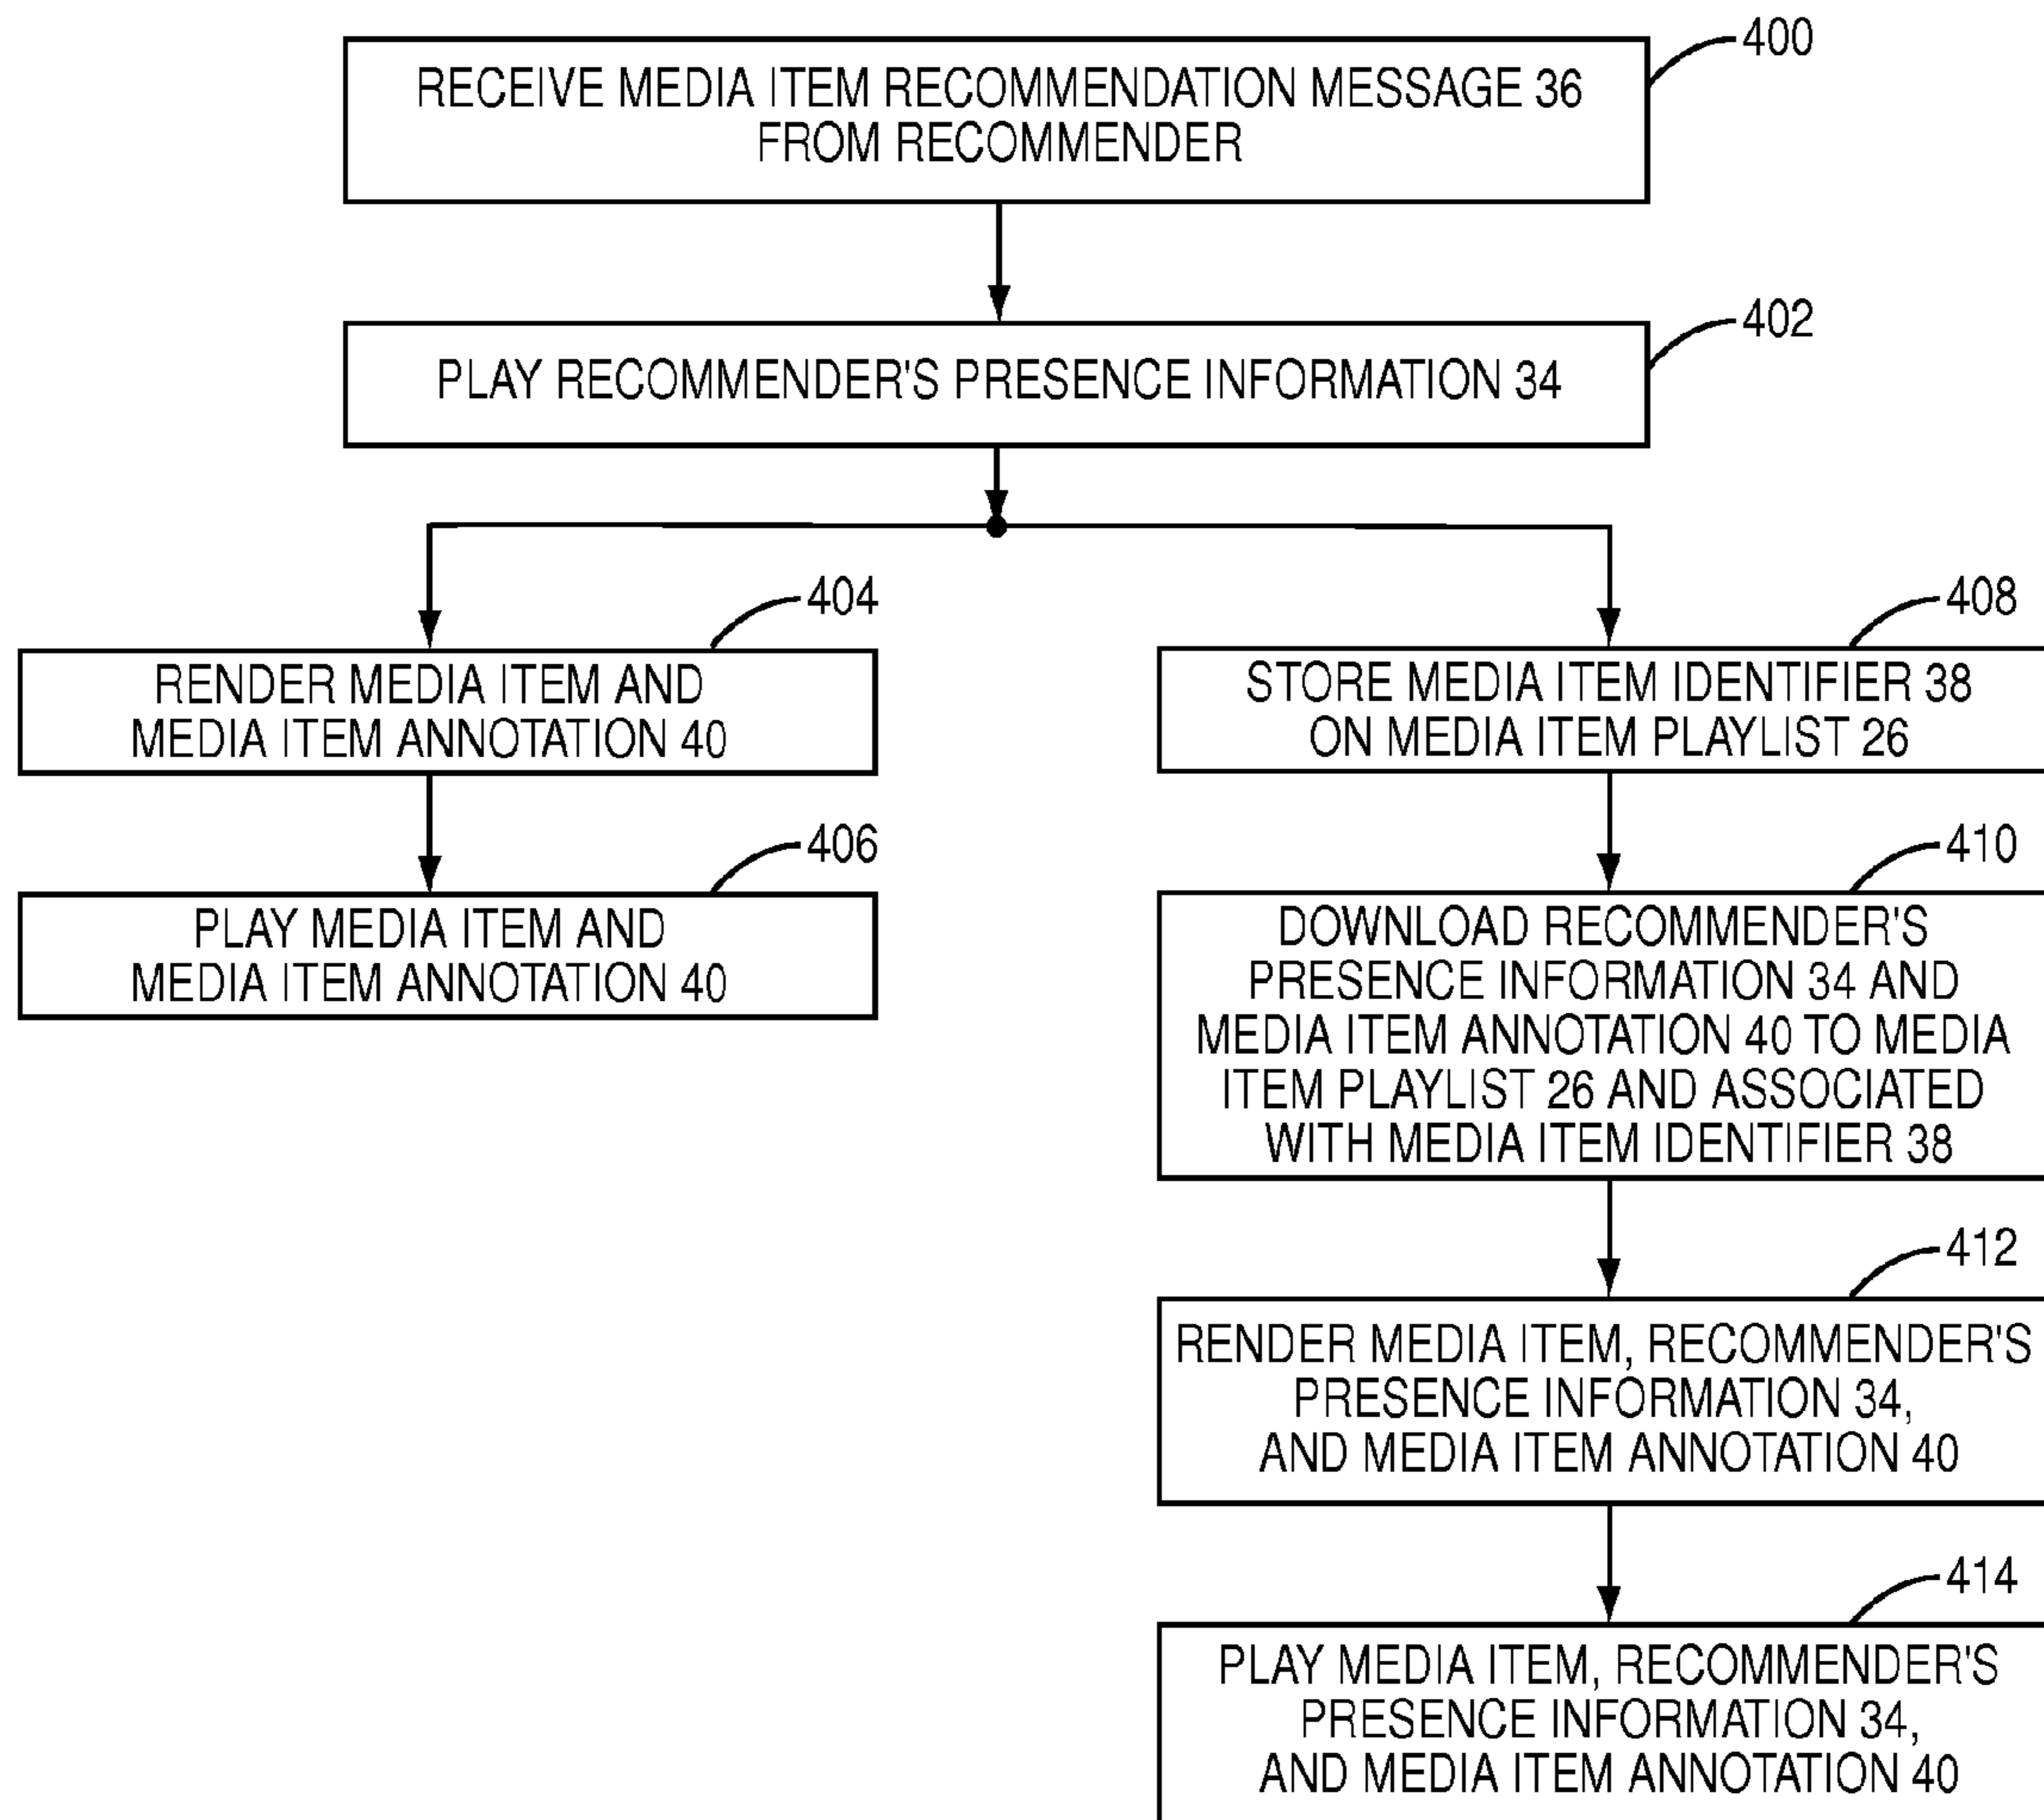 400
RECEIVE MEDIA ITEM RECOMMENDATION MESSAGE 36
FROM RECOMMENDER
402
PLAY RECOMMENDER'S PRESENCE INFORMATION 34
404
RENDER MEDIA ITEM AND
MEDIA ITEM ANNOTATION 40
406
PLAY MEDIA ITEM AND
MEDIA ITEM ANNOTATION 40
408
STORE MEDIA ITEM IDENTIFIER 38
ON MEDIA ITEM PLAYLIST 26
410
DOWNLOAD RECOMMENDER'S
PRESENCE INFORMATION 34 AND
MEDIA ITEM ANNOTATION 40 TO MEDIA
ITEM PLAYLIST 26 AND ASSOCIATED
WITH MEDIA ITEM IDENTIFIER 38
412
RENDER MEDIA ITEM, RECOMMENDER'S
PRESENCE INFORMATION 34,
AND MEDIA ITEM ANNOTATION 40
414
PLAY MEDIA ITEM, RECOMMENDER'S
PRESENCE INFORMATION 34,
AND MEDIA ITEM ANNOTATION 40